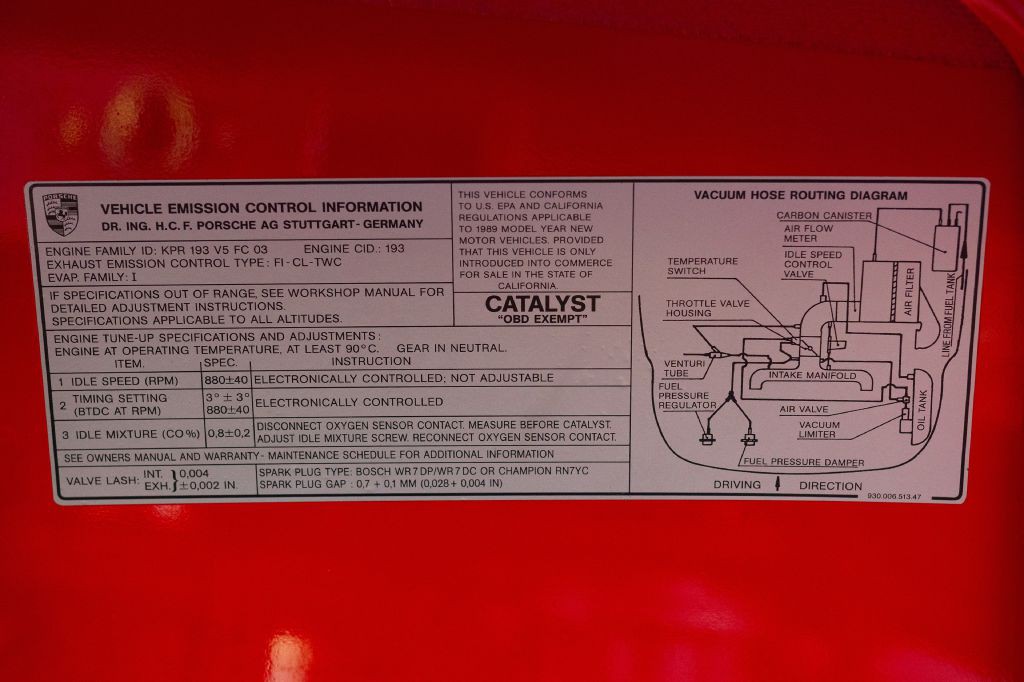 PORSCHE
VEHICLE EMISSION CONTROL INFORMATION
DR. ING. H.C.F. PORSCHE AG STUTTGART - GERMANY
ENGINE FAMILY ID: KPR 193 V5 FC 03 ENGINE CID.: 193
EXHAUST EMISSION CONTROL TYPE: FI-CL-TWC
EVAP. FAMILY: I
IF SPECIFICATIONS OUT OF RANGE, SEE WORKSHOP MANUAL FOR
DETAILED ADJUSTMENT INSTRUCTIONS.
SPECIFICATIONS APPLICABLE TO ALL ALTITUDES.
THIS VEHICLE CONFORMS
TO U.S. EPA AND CALIFORNIA
REGULATIONS APPLICABLE
TO 1989 MODEL YEAR NEW
MOTOR VEHICLES. PROVIDED
THAT THIS VEHICLE IS ONLY
INTRODUCED INTO COMMERCE
FOR SALE IN THE STATE OF
CALIFORNIA.
CATALYST
"OBD EXEMPT"
ENGINE TUNE-UP SPECIFICATIONS AND ADJUSTMENTS:
ENGINE AT OPERATING TEMPERATURE, AT LEAST 90°C. GEAR IN NEUTRAL.
ITEM. SPEC. INSTRUCTION
1 IDLE SPEED (RPM) 880±40 ELECTRONICALLY CONTROLLED; NOT ADJUSTABLE
2 TIMING SETTING (BTDC AT RPM) 3° ± 3° 880±40 ELECTRONICALLY CONTROLLED
3 IDLE MIXTURE (CO%) 0,8±0,2 DISCONNECT OXYGEN SENSOR CONTACT. MEASURE BEFORE CATALYST.
ADJUST IDLE MIXTURE SCREW. RECONNECT OXYGEN SENSOR CONTACT.
SEE OWNERS MANUAL AND WARRANTY - MAINTENANCE SCHEDULE FOR ADDITIONAL INFORMATION
VALVE LASH: INT. EXH. } 0,004 ±0,002 IN.
SPARK PLUG TYPE: BOSCH WR7DP/WR7DC OR CHAMPION RN7YC
SPARK PLUG GAP : 0,7 + 0,1 MM (0,028 + 0,004 IN)
VACUUM HOSE ROUTING DIAGRAM
CARBON CANISTER
AIR FLOW
METER
IDLE SPEED
CONTROL
VALVE
TEMPERATURE
SWITCH
THROTTLE VALVE
HOUSING
AIR FILTER
LINE FROM FUEL TANK
VENTURI
TUBE
INTAKE MANIFOLD
FUEL
PRESSURE
REGULATOR
AIR VALVE
VACUUM
LIMITER
OIL TANK
FUEL PRESSURE DAMPER
DRIVING DIRECTION
930.006.513.47